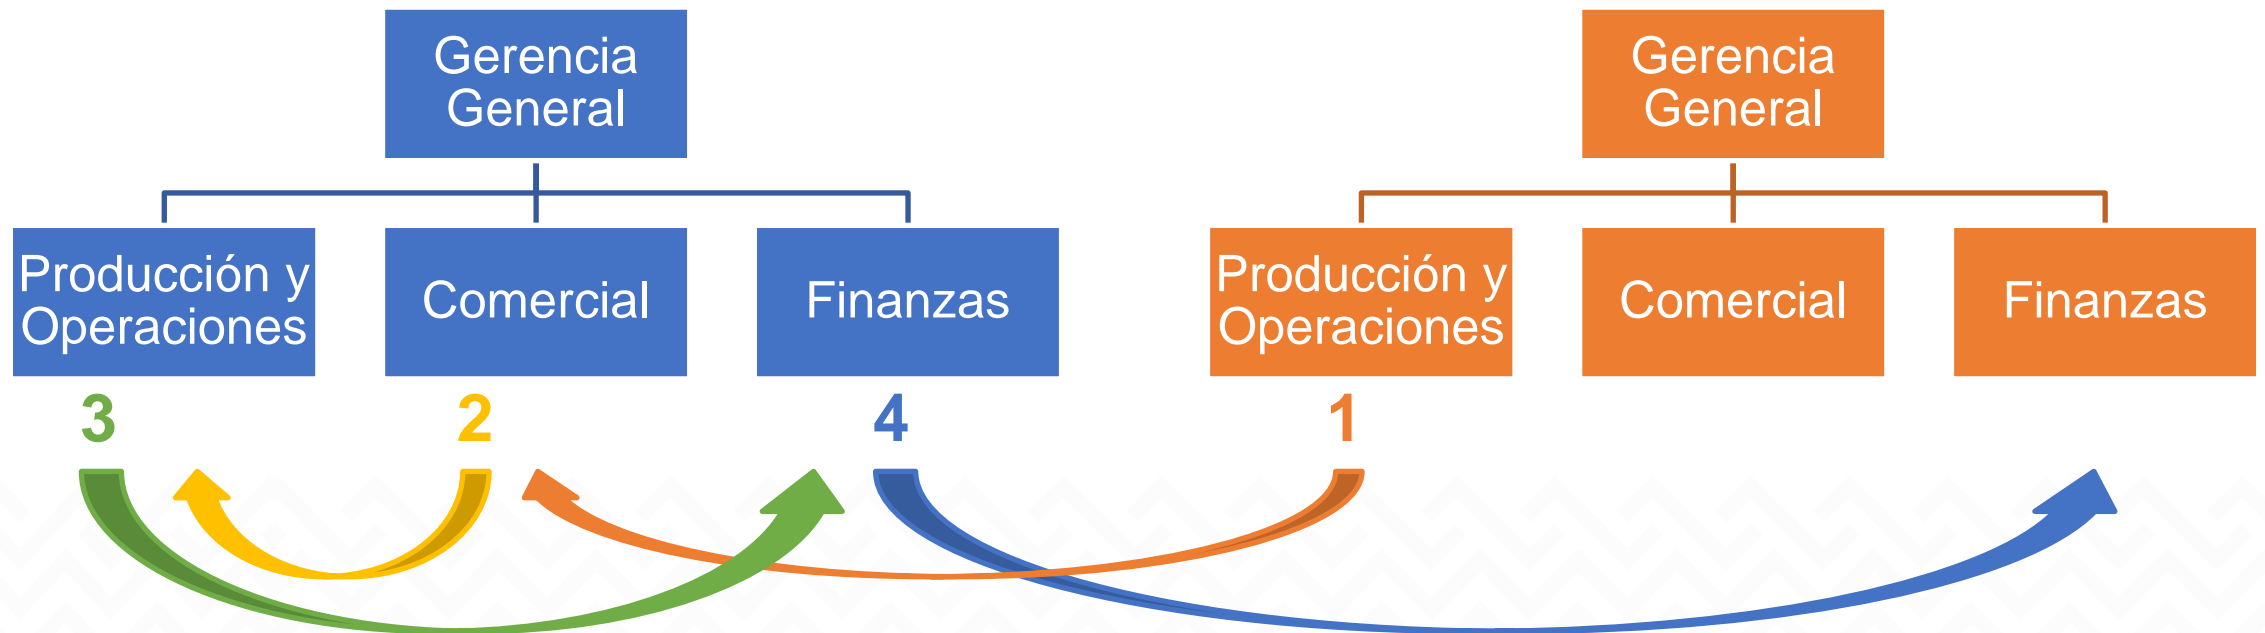 Gerencia
General
Gerencia
General
Producción y
Operaciones
Comercial
Finanzas
Producción y
Operaciones
Comercial
Finanzas
3
2
4
1